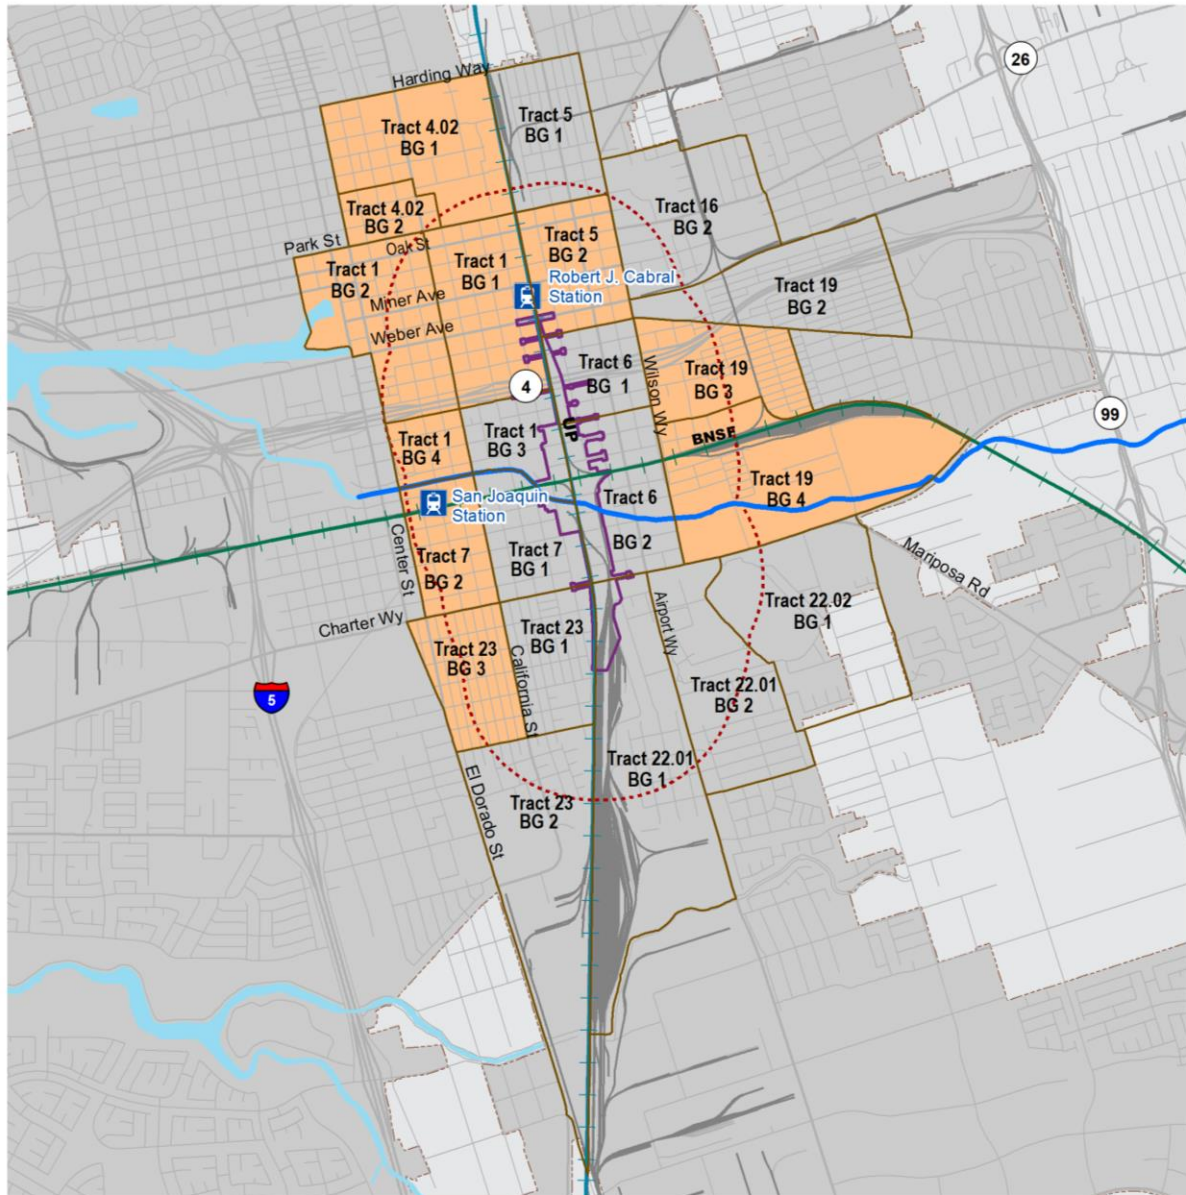 Harding Way
26
Tract 5
BG 1
Tract 4.02
BG 1
Tract 4.02
BG 2
Tract 16
BG 2
Park St
Oak St
Tract 5
BG 2
Tract 1
BG 2
Tract 1
BG 1
Robert J. Cabral
Station
Tract 19
BG 2
Miner Ave
Weber Ave
Tract 6
BG 1
Wilson Wy
Tract 19
BG 3
4
99
UP
BNSF
Tract 1
BG 3
Tract 1
BG 4
Tract 19
BG 4
San Joaquin
Station
Tract 6
BG 2
Center St
Tract 7
BG 2
Tract 7
BG 1
Mariposa Rd
Airport Wy
Tract 22.02
BG 1
Charter Wy
Tract 23
BG 1
Tract 23
BG 3
California St
5
Tract 22.01
BG 2
Tract 22.01
BG 1
El Dorado St
Tract 23
BG 2